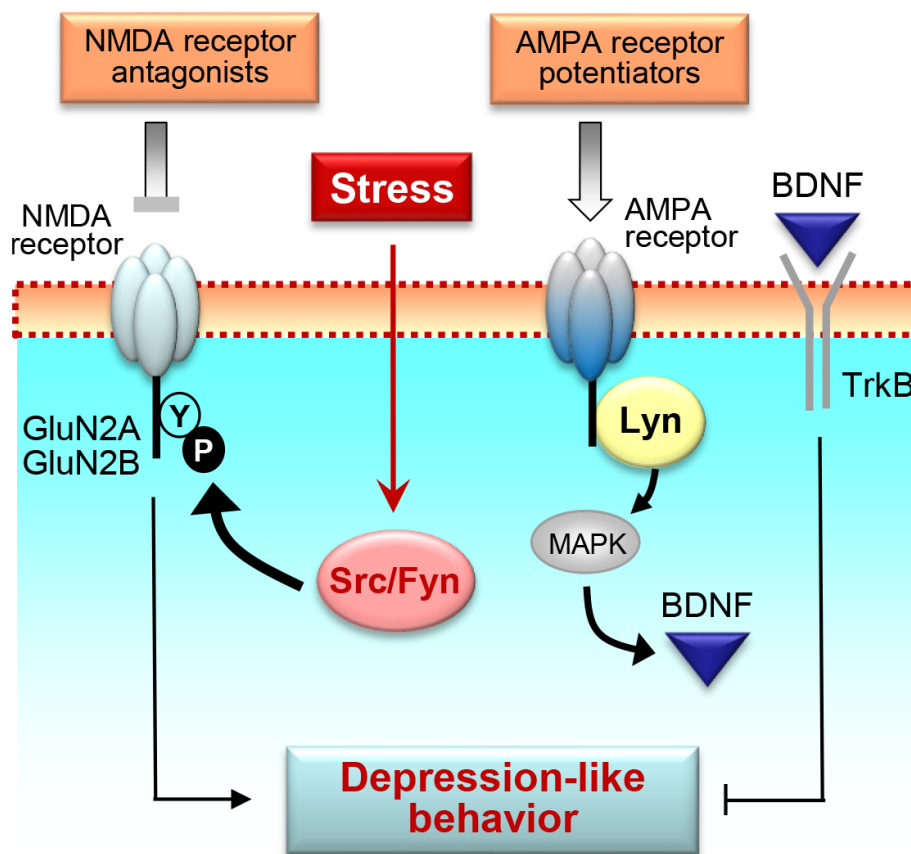 NMDA receptor
antagonists
AMPA receptor
potentiators
Stress
BDNF
NMDA
receptor
AMPA
receptor
TrkB
GluN2A
GluN2B
Y
P
Lyn
MAPK
Src/Fyn
BDNF
Depression-like
behavior